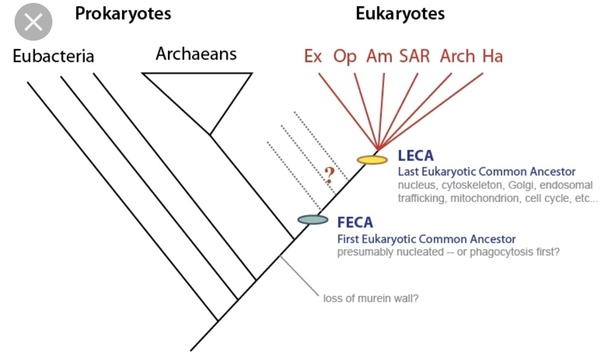 Prokaryotes
Eukaryotes
Eubacteria
Archaeans
Ex Op Am SAR Arch Ha
?
LECA
Last Eukaryotic Common Ancestor
nucleus, cytoskeleton, Golgi, endosomal
trafficking, mitochondrion, cell cycle, etc...
FECA
First Eukaryotic Common Ancestor
presumably nucleated -- or phagocytosis first?
loss of murein wall?